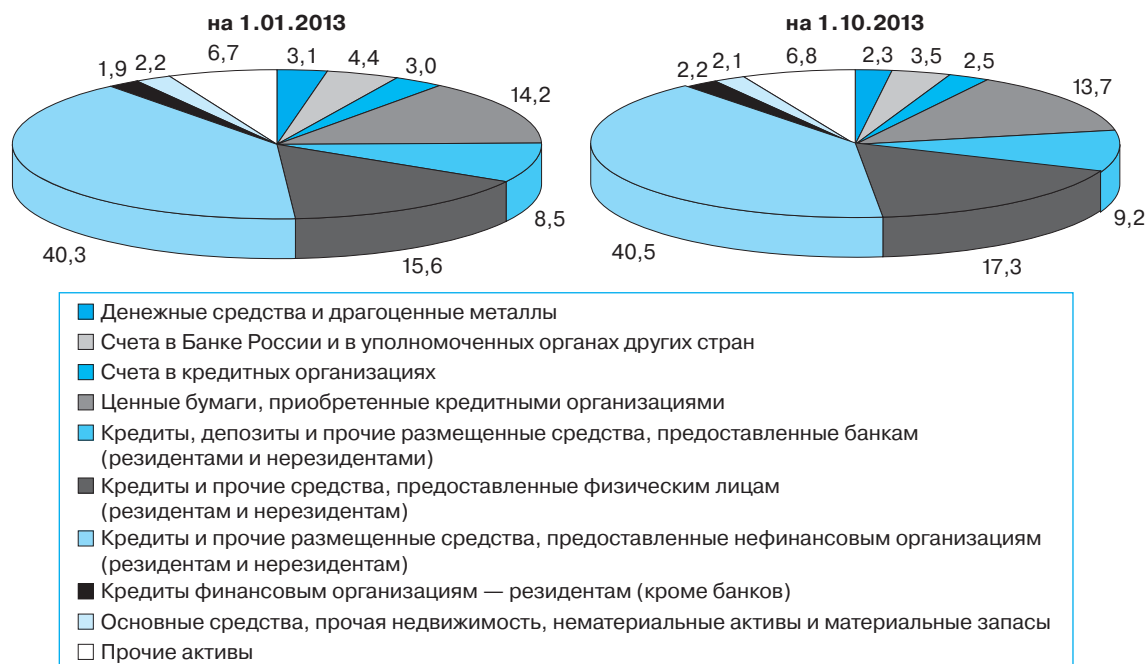 на 1.01.2013
на 1.10.2013
1,9
2,2
6,7
3,1
4,4
3,0
14,2
8,5
15,6
40,3
2,2
2,1
6,8
2,3
3,5
2,5
13,7
9,2
17,3
40,5
Денежные средства и драгоценные металлы
Счета в Банке России и в уполномоченных органах других стран
Счета в кредитных организациях
Ценные бумаги, приобретенные кредитными организациями
Кредиты, депозиты и прочие размещенные средства, предоставленные банкам
(резидентами и нерезидентами)
Кредиты и прочие средства, предоставленные физическим лицам
(резидентам и нерезидентам)
Кредиты и прочие размещенные средства, предоставленные нефинансовым организациям
(резидентам и нерезидентам)
Кредиты финансовым организациям — резидентам (кроме банков)
Основные средства, прочая недвижимость, нематериальные активы и материальные запасы
Прочие активы